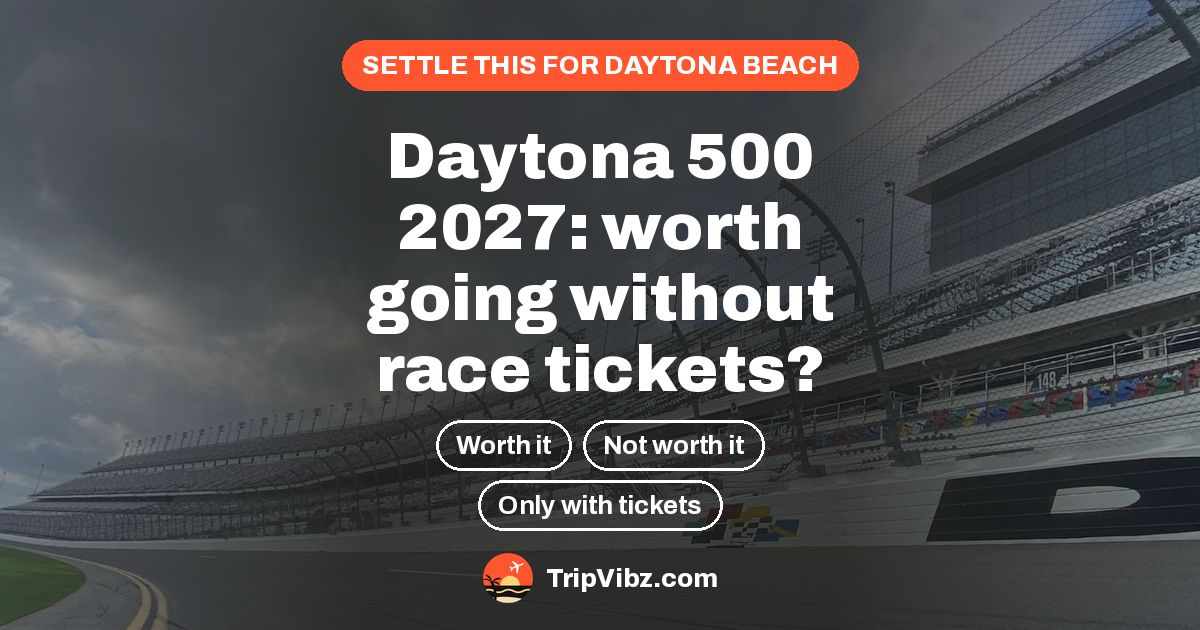 SETTLE THIS FOR DAYTONA BEACH
Daytona 500
2027: worth
going without
race tickets?
Worth it
Not worth it
Only with tickets
TripVibz.com
148
D